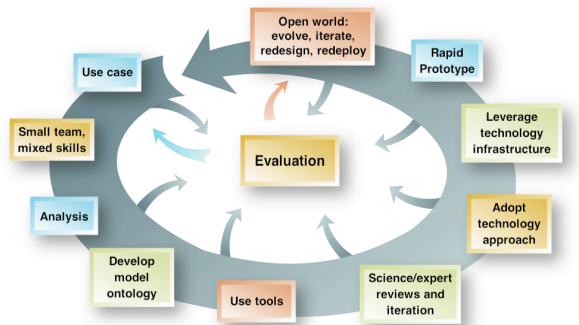 Open world:
evolve, iterate,
redesign, redeploy
Use case
Rapid
Prototype
Small team,
mixed skills
Leverage
technology
infrastructure
Evaluation
Analysis
Adopt
technology
approach
Develop
model
ontology
Use tools
Science/expert
reviews and
iteration